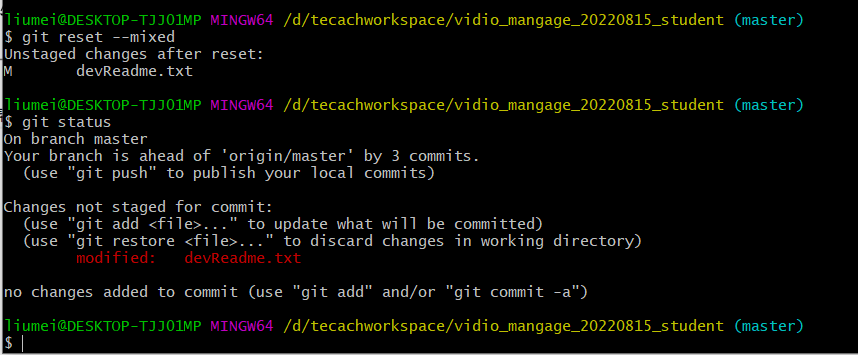 liumei@DESKTOP-TJJ01MP MINGW64 /d/tecachworkspace/vidio_mangage_20220815_student (master)
$ git reset --mixed
Unstaged changes after reset:
M       devReadme.txt
liumei@DESKTOP-TJJ01MP MINGW64 /d/tecachworkspace/vidio_mangage_20220815_student (master)
$ git status
On branch master
Your branch is ahead of 'origin/master' by 3 commits.
  (use "git push" to publish your local commits)
Changes not staged for commit:
  (use "git add <file>..." to update what will be committed)
  (use "git restore <file>..." to discard changes in working directory)
        modified:   devReadme.txt
no changes added to commit (use "git add" and/or "git commit -a")
liumei@DESKTOP-TJJ01MP MINGW64 /d/tecachworkspace/vidio_mangage_20220815_student (master)
$